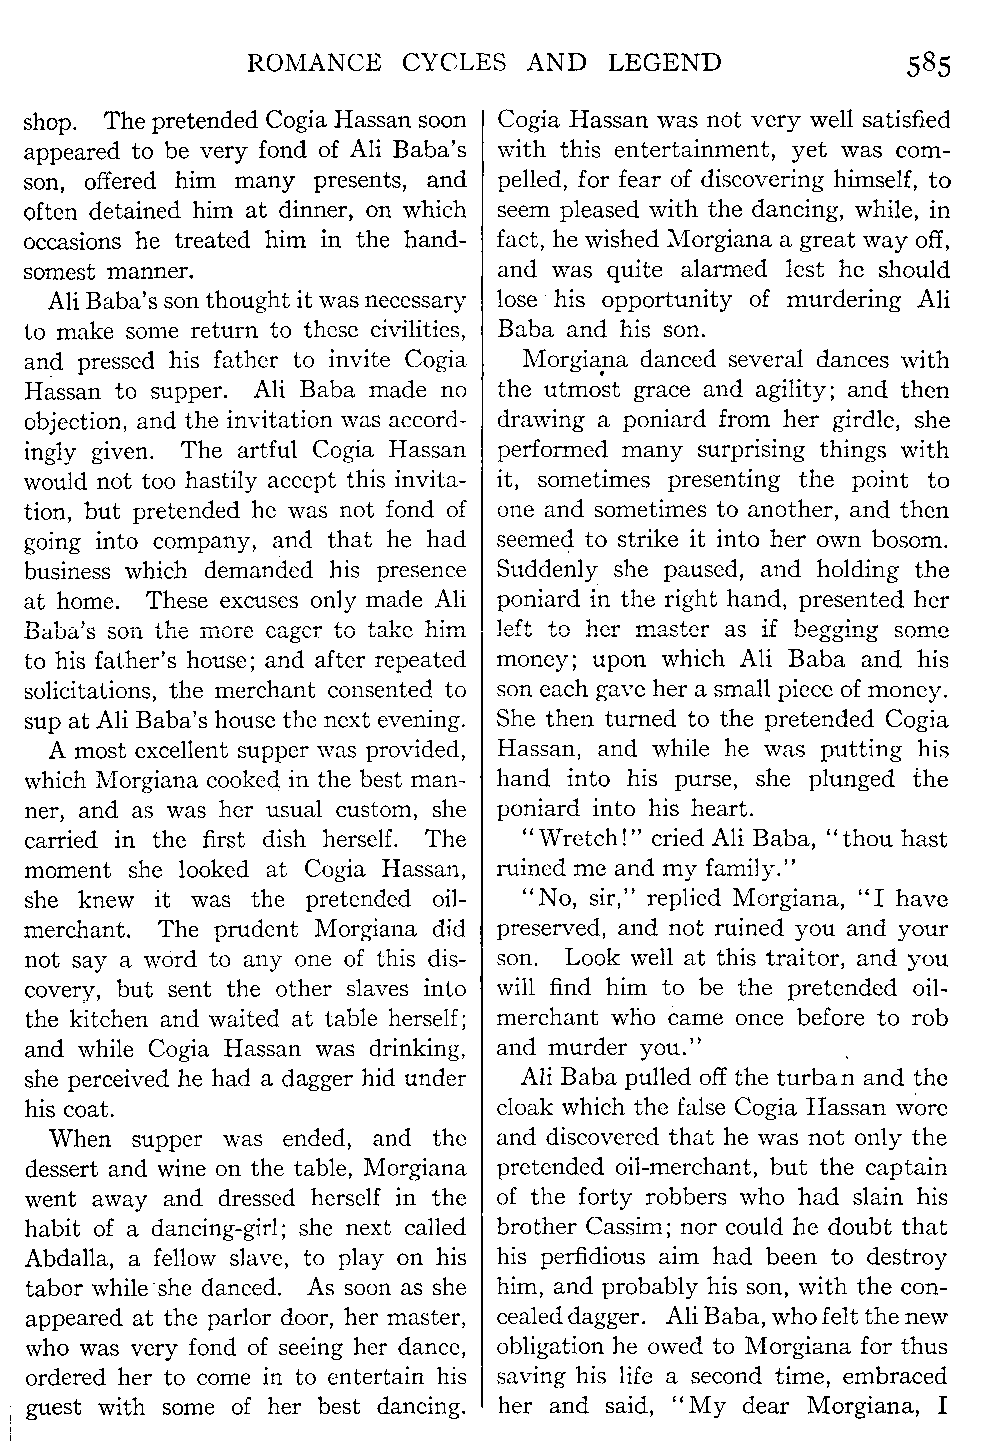 ROMANCE CYCLES AND LEGEND 585
shop. The pretended Cogia Hassan soon
appeared to be very fond of Ali Baba's
son, offered him many presents, and
often detained him at dinner, on which
occasions he treated him in the hand-
somest manner.
Ali Baba's son thought it was necessary
to make some return to these civilities,
and pressed his father to invite Cogia
Hassan to supper. Ali Baba made no
objection, and the invitation was accord-
ingly given. The artful Cogia Hassan
would not too hastily accept this invita-
tion, but pretended he was not fond of
going into company, and that he had
business which demanded his presence
at home. These excuses only made Ali
Baba's son the more eager to take him
to his father's house; and after repeated
solicitations, the merchant consented to
sup at Ali Baba's house the next evening.
A most excellent supper was provided,
which Morgiana cooked in the best man-
ner, and as was her usual custom, she
carried in the first dish herself. The
moment she looked at Cogia Hassan,
she knew it was the pretended oil-
merchant. The prudent Morgiana did
not say a word to any one of this dis-
covery, but sent the other slaves into
the kitchen and waited at table herself;
and while Cogia Hassan was drinking,
she perceived he had a dagger hid under
his coat.
When supper was ended, and the
dessert and wine on the table, Morgiana
went away and dressed herself in the
habit of a dancing-girl; she next called
Abdalla, a fellow slave, to play on his
tabor while she danced. As soon as she
appeared at the parlor door, her master,
who was very fond of seeing her dance,
ordered her to come in to entertain his
guest with some of her best dancing.
Cogia Hassan was not very well satisfied
with this entertainment, yet was com-
pelled, for fear of discovering himself, to
seem pleased with the dancing, while, in
fact, he wished Morgiana a great way off,
and was quite alarmed lest he should
lose his opportunity of murdering Ali
Baba and his son.
Morgiana danced several dances with
the utmost grace and agility; and then
drawing a poniard from her girdle, she
performed many surprising things with
it, sometimes presenting the point to
one and sometimes to another, and then
seemed to strike it into her own bosom.
Suddenly she paused, and holding the
poniard in the right hand, presented her
left to her master as if begging some
money; upon which Ali Baba and his
son each gave her a small piece of money.
She then turned to the pretended Cogia
Hassan, and while he was putting his
hand into his purse, she plunged the
poniard into his heart.
"Wretch!" cried Ali Baba, "thou hast
ruined me and my family."
"No, sir," replied Morgiana, "I have
preserved, and not ruined you and your
son. Look well at this traitor, and you
will find him to be the pretended oil-
merchant who came once before to rob
and murder you."
Ali Baba pulled off the turban and the
cloak which the false Cogia Hassan wore
and discovered that he was not only the
pretended oil-merchant, but the captain
of the forty robbers who had slain his
brother Cassim; nor could he doubt that
his perfidious aim had been to destroy
him, and probably his son, with the con-
cealed dagger. Ali Baba, who felt the new
obligation he owed to Morgiana for thus
saving his life a second time, embraced
her and said, "My dear Morgiana, I